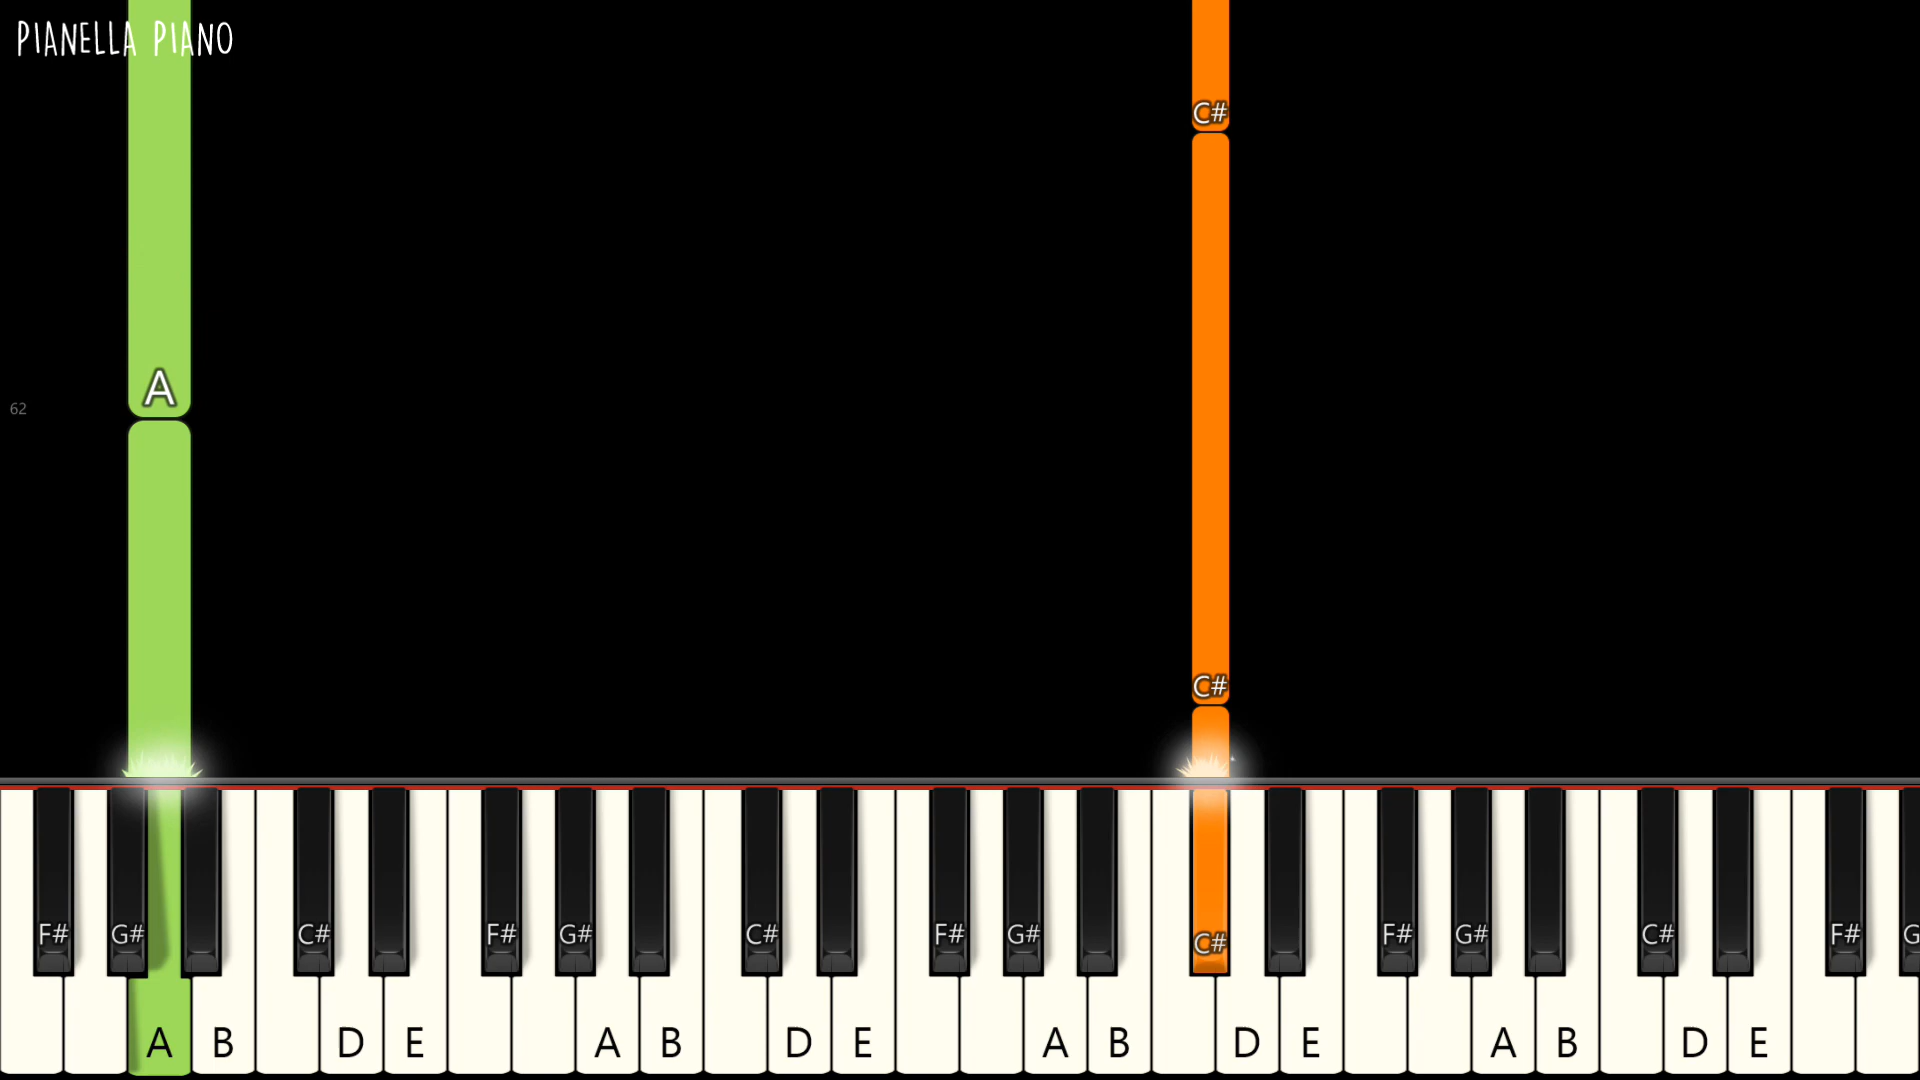 PIANELLA PIANO
C#
A
62
C#
F# G# C# F# G# C# F# G# C# F# G# C# F# G
A B D E A B D E A B D E A B D E